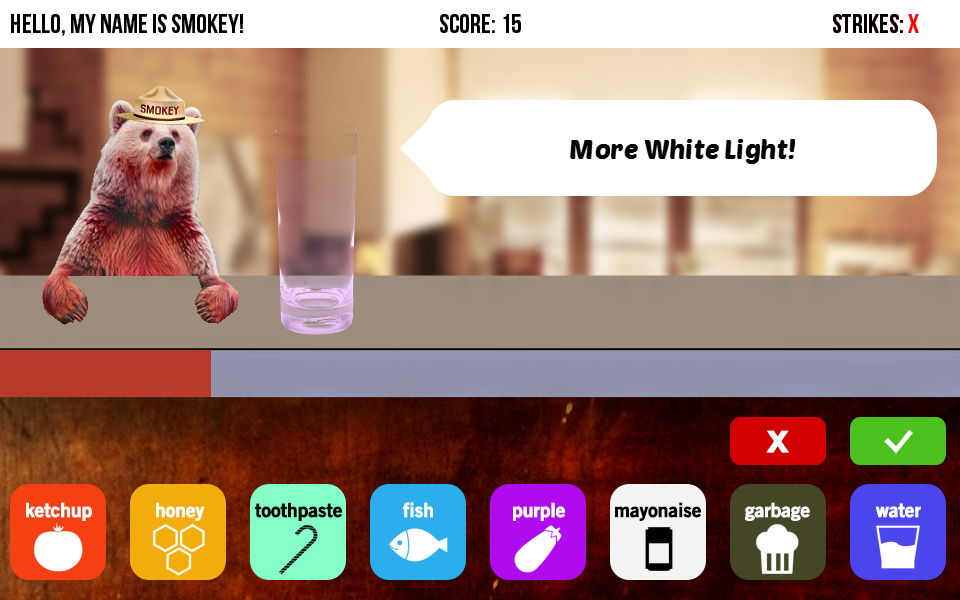 HELLO, MY NAME IS SMOKEY!
SCORE: 15
STRIKES: X
SMOKEY
More White Light!
X
ketchup
honey
toothpaste
fish
purple
mayonaise
garbage
water